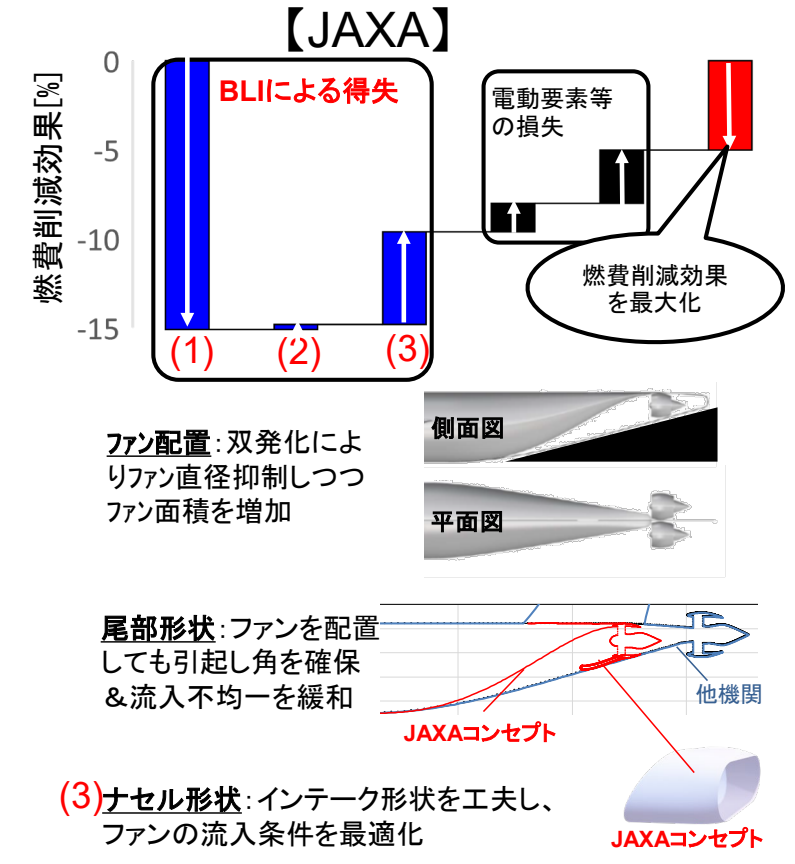 【JAXA】
燃費削減効果[%]
0
-5
-10
-15
BLIによる得失
電動要素等
の損失
燃費削減効果
を最大化
(1)
(2)
(3)
ファン配置:双発化によ
りファン直径抑制しつつ
ファン面積を増加
側面図
平面図
尾部形状:ファンを配置
しても引起し角を確保
&流入不均一を緩和
他機関
JAXAコンセプト
(3)ナセル形状:インテーク形状を工夫し、
ファンの流入条件を最適化
JAXAコンセプト